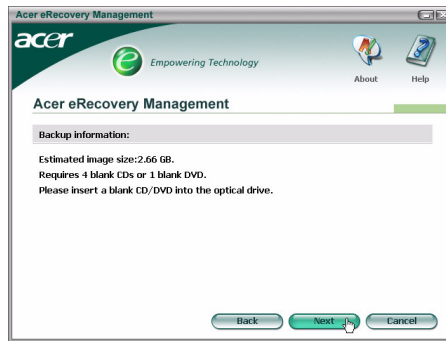 Acer eRecovery Management
acer
e Empowering Technology
About Help
Acer eRecovery Management
Backup information:
Estimated image size:2.66 GB.
Requires 4 blank CDs or 1 blank DVD.
Please insert a blank CD/DVD into the optical drive.
Back Next Cancel